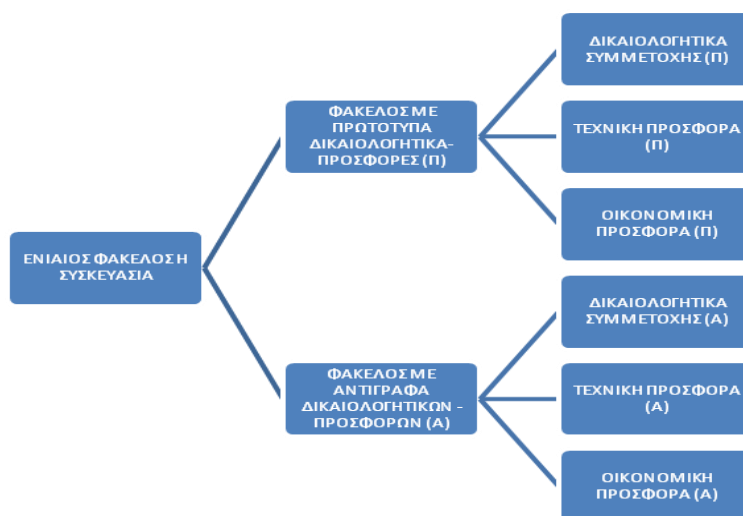 ΕΝΙΑΙΟΣ ΦΑΚΕΛΟΣ Η
ΣΥΣΚΕΥΑΣΙΑ
ΦΑΚΕΛΟΣ ΜΕ
ΠΡΩΤΟΤΥΠΑ
ΔΙΚΑΙΟΛΟΓΗΤΙΚΑ-
ΠΡΟΣΦΟΡΕΣ (Π)
ΔΙΚΑΙΟΛΟΓΗΤΙΚΑ
ΣΥΜΜΕΤΟΧΗΣ (Π)
ΤΕΧΝΙΚΗ ΠΡΟΣΦΟΡΑ
(Π)
ΟΙΚΟΝΟΜΙΚΗ
ΠΡΟΣΦΟΡΑ (Π)
ΦΑΚΕΛΟΣ ΜΕ
ΑΝΤΙΓΡΑΦΑ
ΔΙΚΑΙΟΛΟΓΗΤΙΚΩΝ -
ΠΡΟΣΦΟΡΩΝ (Α)
ΔΙΚΑΙΟΛΟΓΗΤΙΚΑ
ΣΥΜΜΕΤΟΧΗΣ (Α)
ΤΕΧΝΙΚΗ ΠΡΟΣΦΟΡΑ
(Α)
ΟΙΚΟΝΟΜΙΚΗ
ΠΡΟΣΦΟΡΑ (Α)